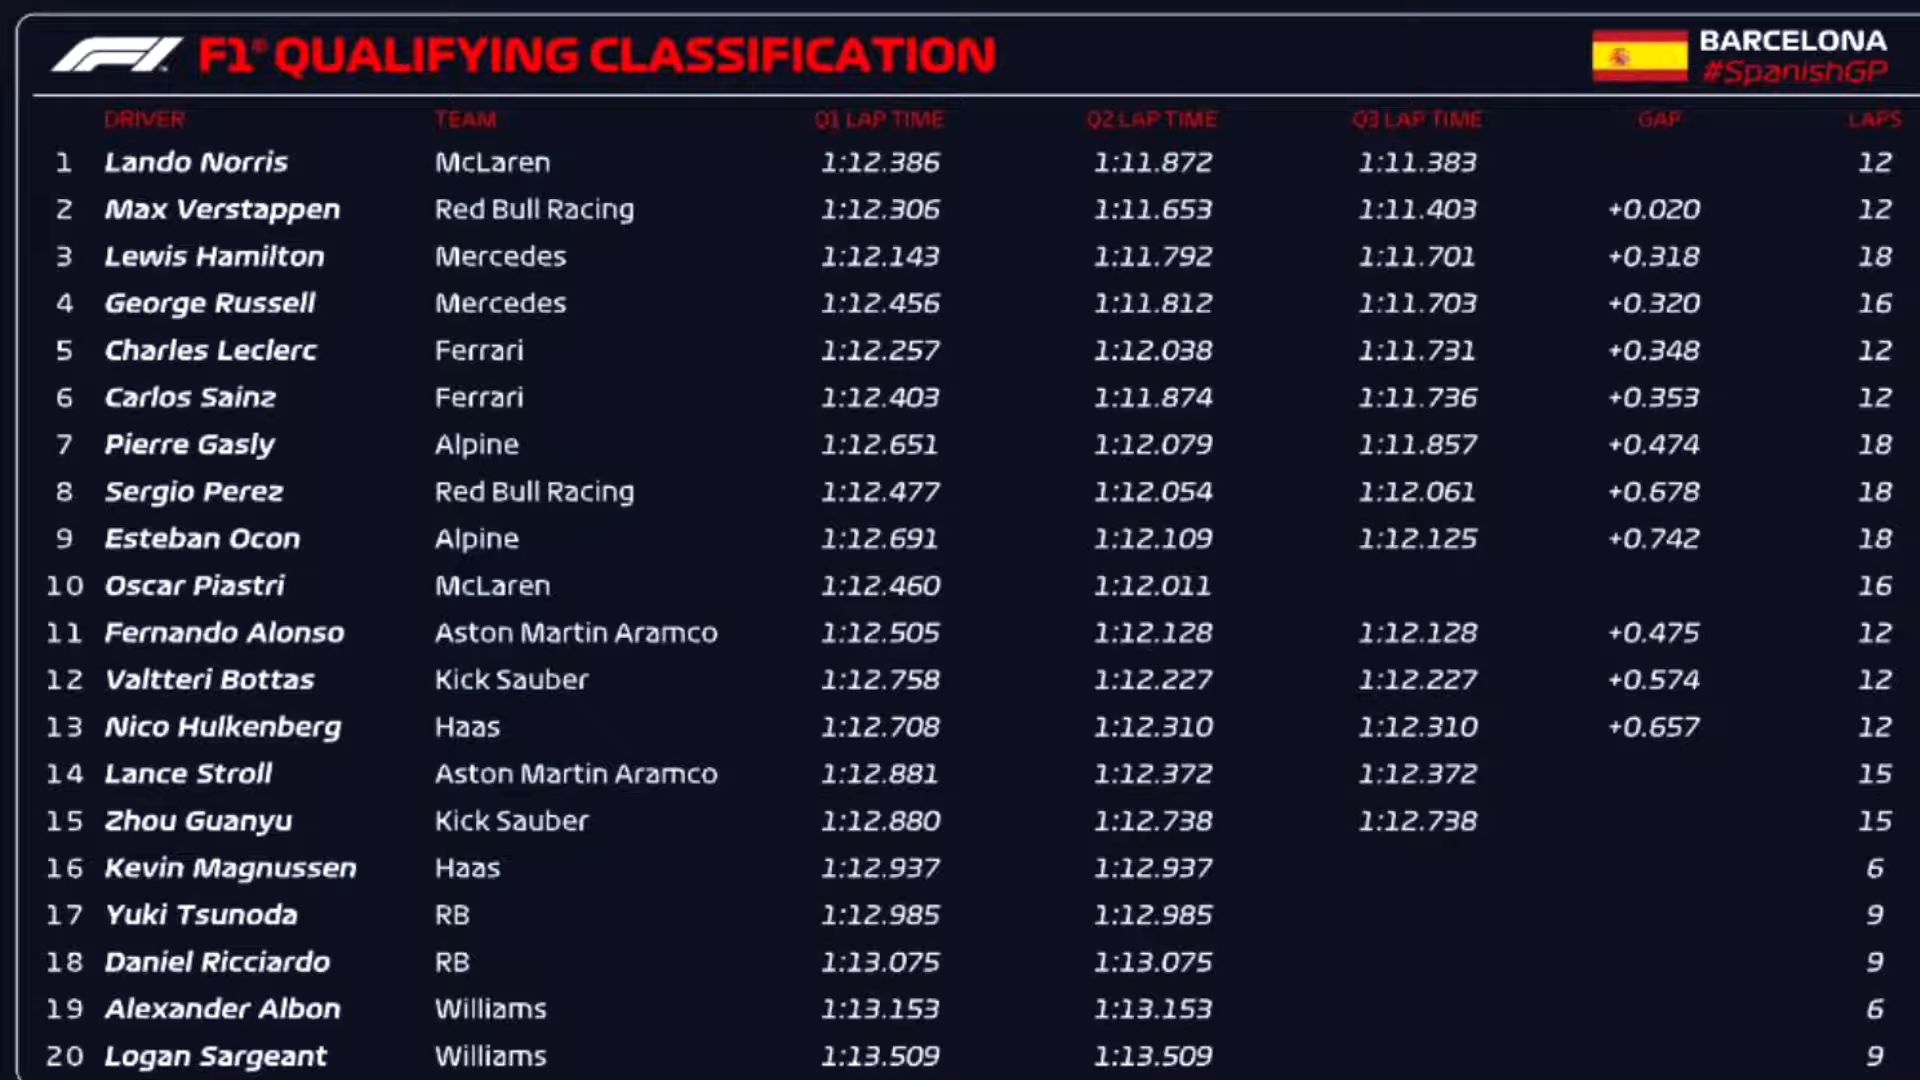 F1® QUALIFYING CLASSIFICATION BARCELONA
#SpanishGP
DRIVER TEAM Q1 LAP TIME Q2 LAP TIME Q3 LAP TIME GAP LAPS
1 Lando Norris McLaren 1:12.386 1:11.872 1:11.383 12
2 Max Verstappen Red Bull Racing 1:12.306 1:11.653 1:11.403 +0.020 12
3 Lewis Hamilton Mercedes 1:12.143 1:11.792 1:11.701 +0.318 18
4 George Russell Mercedes 1:12.456 1:11.812 1:11.703 +0.320 16
5 Charles Leclerc Ferrari 1:12.257 1:12.038 1:11.731 +0.348 12
6 Carlos Sainz Ferrari 1:12.403 1:11.874 1:11.736 +0.353 12
7 Pierre Gasly Alpine 1:12.651 1:12.079 1:11.857 +0.474 18
8 Sergio Perez Red Bull Racing 1:12.477 1:12.054 1:12.061 +0.678 18
9 Esteban Ocon Alpine 1:12.691 1:12.109 1:12.125 +0.742 18
10 Oscar Piastri McLaren 1:12.460 1:12.011 16
11 Fernando Alonso Aston Martin Aramco 1:12.505 1:12.128 1:12.128 +0.475 12
12 Valtteri Bottas Kick Sauber 1:12.758 1:12.227 1:12.227 +0.574 12
13 Nico Hulkenberg Haas 1:12.708 1:12.310 1:12.310 +0.657 12
14 Lance Stroll Aston Martin Aramco 1:12.881 1:12.372 1:12.372 15
15 Zhou Guanyu Kick Sauber 1:12.880 1:12.738 1:12.738 15
16 Kevin Magnussen Haas 1:12.937 1:12.937 6
17 Yuki Tsunoda RB 1:12.985 1:12.985 9
18 Daniel Ricciardo RB 1:13.075 1:13.075 9
19 Alexander Albon Williams 1:13.153 1:13.153 6
20 Logan Sargeant Williams 1:13.509 1:13.509 9